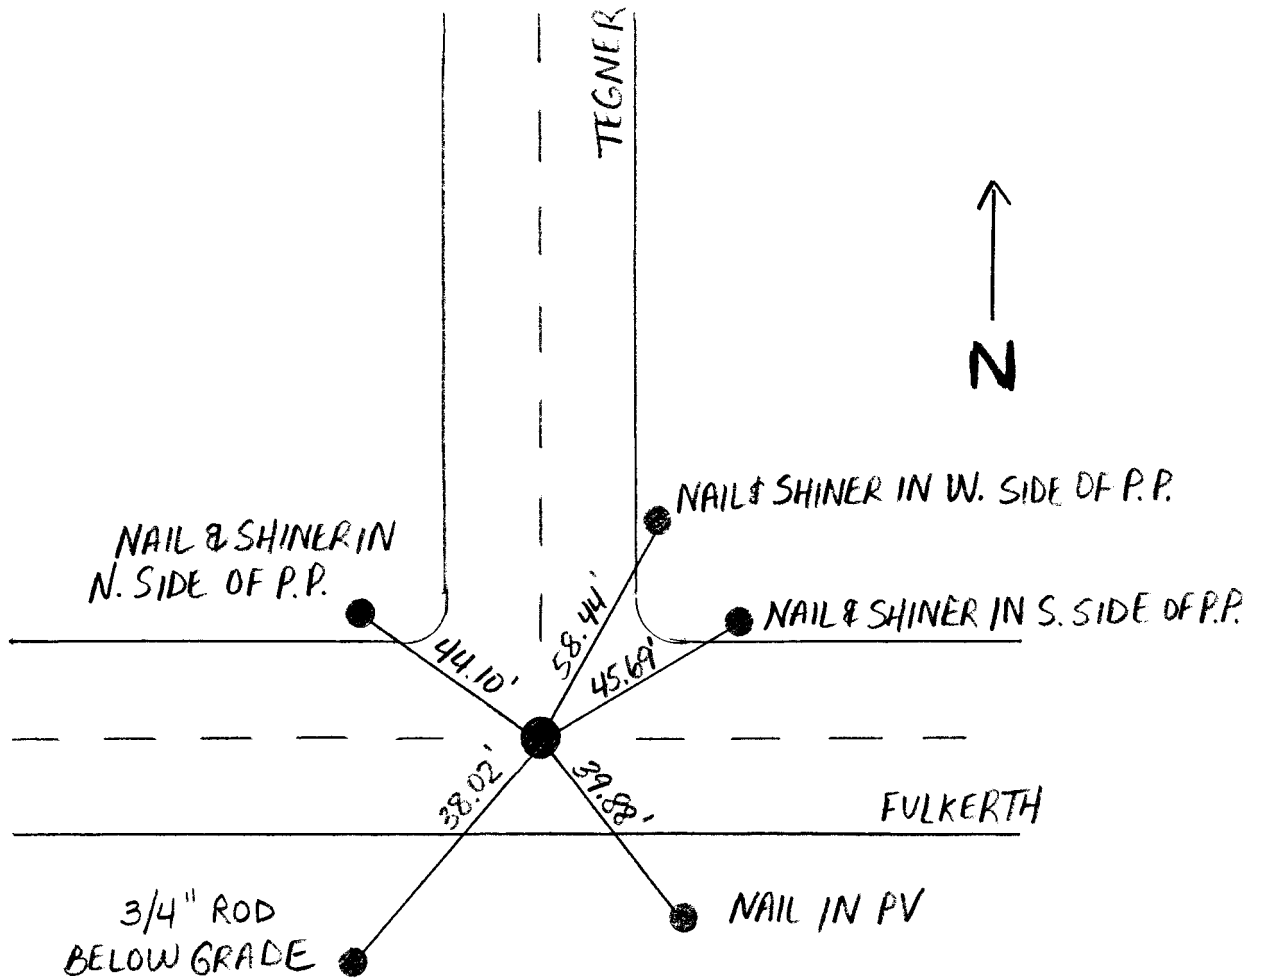 TEGNER
N
NAIL & SHINER IN W. SIDE OF P.P.
NAIL & SHINER IN
N. SIDE OF P.P.
NAIL & SHINER IN S. SIDE OF P.P.
58.44'
44.10'
45.69'
38.02'
39.88'
FULKERTH
3/4" ROD
BELOW GRADE
NAIL IN PV